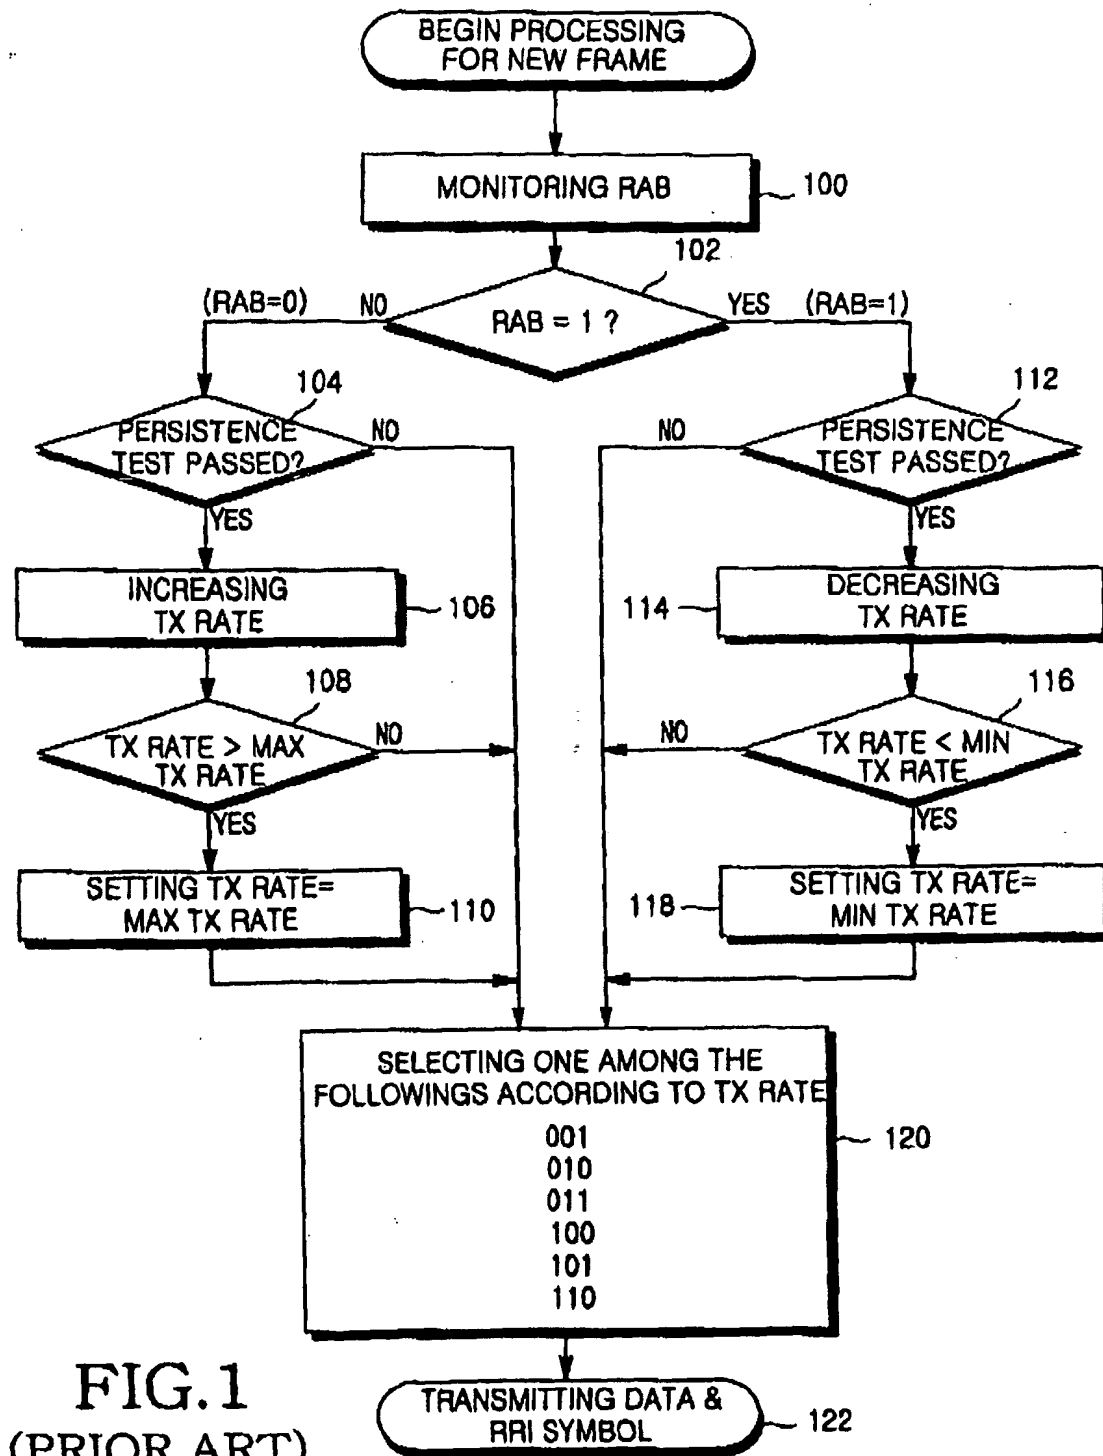 BEGIN PROCESSING
FOR NEW FRAME
MONITORING RAB
100
102
(RAB=0) NO
RAB = 1 ?
YES (RAB=1)
104
PERSISTENCE
TEST PASSED?
NO
YES
112
NO
PERSISTENCE
TEST PASSED?
YES
INCREASING
TX RATE
106
114
DECREASING
TX RATE
108
TX RATE > MAX
TX RATE
NO
YES
116
NO
TX RATE < MIN
TX RATE
YES
SETTING TX RATE=
MAX TX RATE
110
118
SETTING TX RATE=
MIN TX RATE
SELECTING ONE AMONG THE
FOLLOWINGS ACCORDING TO TX RATE
001
010
011
100
101
110
120
TRANSMITTING DATA &
RRI SYMBOL
122
FIG.1
(PRIOR ART)